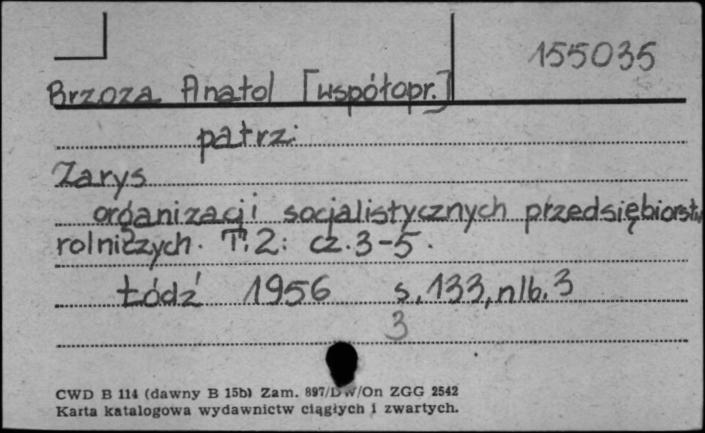 155035
Brzoza Anatol [współopr.]
patrz:
Zarys
organizacji socjalistycznych przedsiębiorstw
rolniczych. T. 2: cz. 3-5.
Łódź 1956 s. 133, nlb. 3
3
CWD B 114 (dawny B 15b) Zam. 897/DW/On ZGG 2542
Karta katalogowa wydawnictw ciągłych i zwartych.